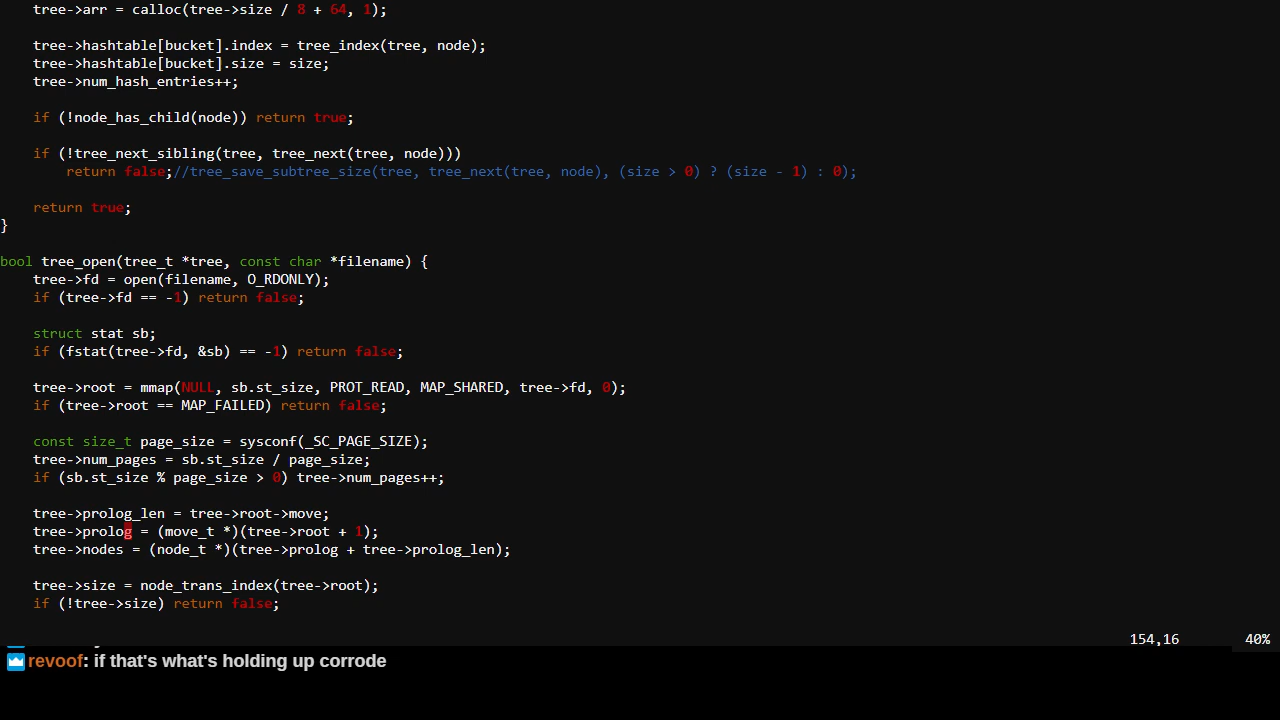 tree->arr = calloc(tree->size / 8 + 64, 1);
tree->hashtable[bucket].index = tree_index(tree, node);
tree->hashtable[bucket].size = size;
tree->num_hash_entries++;
if (!node_has_child(node)) return true;
if (!tree_next_sibling(tree, tree_next(tree, node)))
return false;//tree_save_subtree_size(tree, tree_next(tree, node), (size > 0) ? (size - 1) : 0);
return true;
}
bool tree_open(tree_t *tree, const char *filename) {
tree->fd = open(filename, O_RDONLY);
if (tree->fd == -1) return false;
struct stat sb;
if (fstat(tree->fd, &sb) == -1) return false;
tree->root = mmap(NULL, sb.st_size, PROT_READ, MAP_SHARED, tree->fd, 0);
if (tree->root == MAP_FAILED) return false;
const size_t page_size = sysconf(_SC_PAGE_SIZE);
tree->num_pages = sb.st_size / page_size;
if (sb.st_size % page_size > 0) tree->num_pages++;
tree->prolog_len = tree->root->move;
tree->prolog = (move_t *)(tree->root + 1);
tree->nodes = (node_t *)(tree->prolog + tree->prolog_len);
tree->size = node_trans_index(tree->root);
if (!tree->size) return false;
154,16 40%
revoof: if that's what's holding up corrode